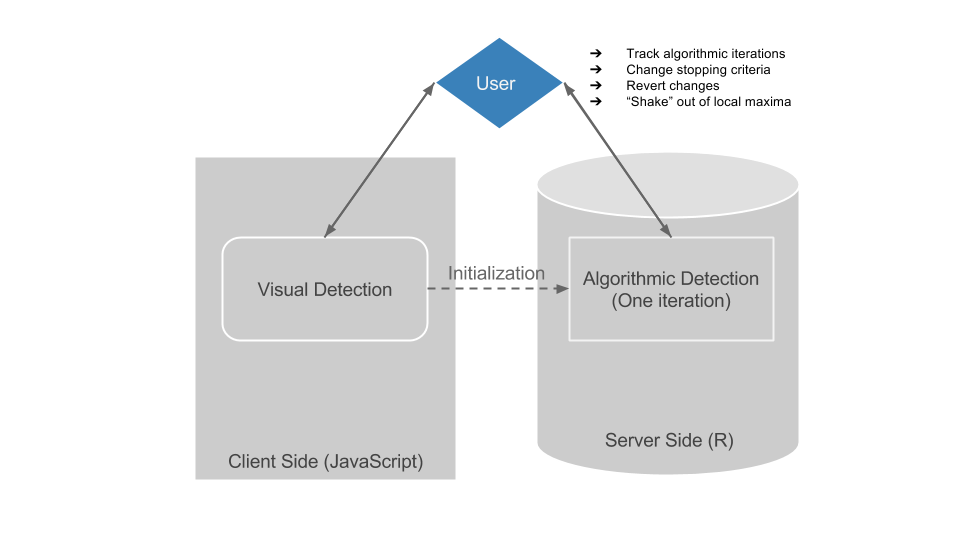 User
➔ Track algorithmic iterations
➔ Change stopping criteria
➔ Revert changes
➔ “Shake” out of local maxima
Initialization
Visual Detection
Algorithmic Detection
(One iteration)
Server Side (R)
Client Side (JavaScript)